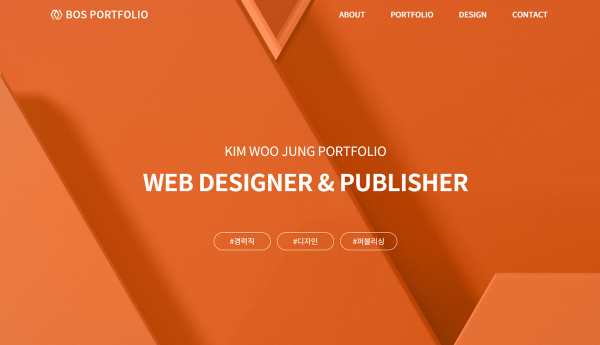 BOS PORTFOLIO
ABOUT PORTFOLIO DESIGN CONTACT
KIM WOO JUNG PORTFOLIO
WEB DESIGNER & PUBLISHER
#경력직 #디자인 #퍼블리싱